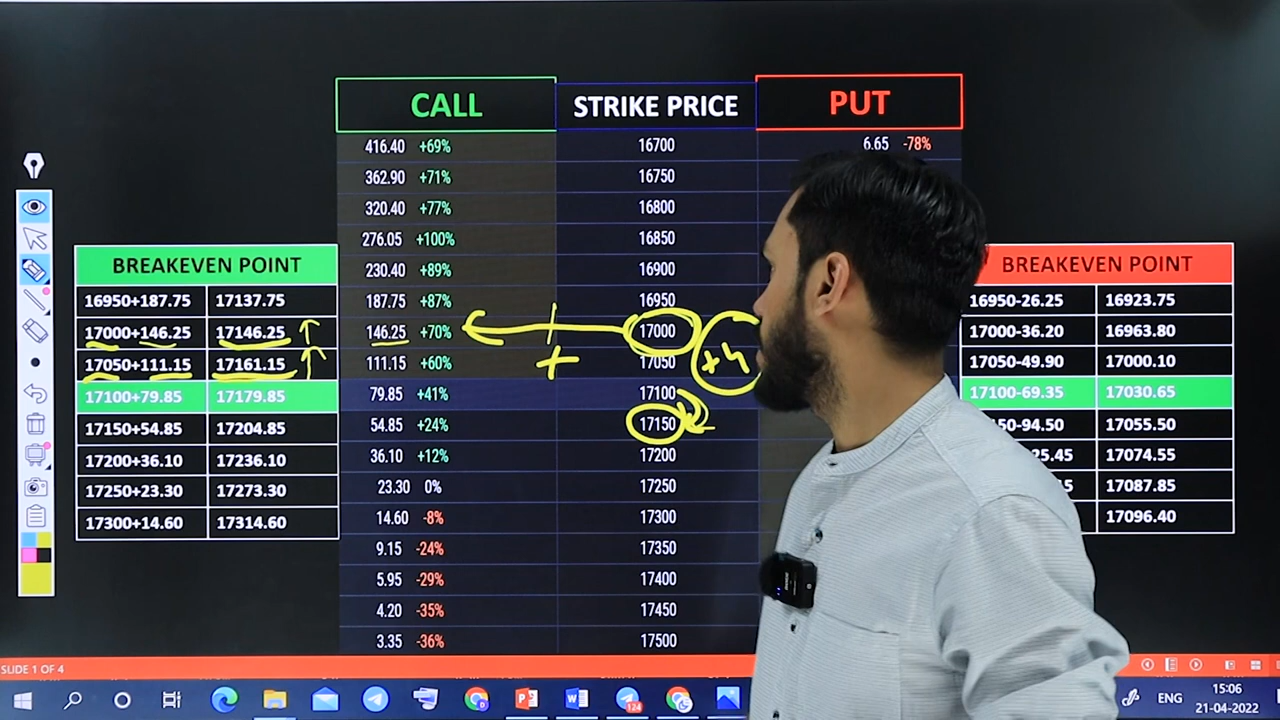 CALL STRIKE PRICE PUT
416.40 +69% 16700 6.65 -78%
362.90 +71% 16750
320.40 +77% 16800
276.05 +100% 16850
BREAKEVEN POINT 230.40 +89% 16900 BREAKEVEN POINT
16950+187.75 17137.75 187.75 +87% 16950 16950-26.25 16923.75
17000+146.25 17146.25 146.25 +70% 17000 17000-36.20 16963.80
17050+111.15 17161.15 111.15 +60% + 17050 +4 17050-49.90 17000.10
17100+79.85 17179.85 79.85 +41% 17100 17100-69.35 17030.65
17150+54.85 17204.85 54.85 +24% 17150 50-94.50 17055.50
17200+36.10 17236.10 36.10 +12% 17200 25.45 17074.55
17250+23.30 17273.30 23.30 0% 17250 17087.85
17300+14.60 17314.60 14.60 -8% 17300 17096.40
9.15 -24% 17350
5.95 -29% 17400
4.20 -35% 17450
3.35 -36% 17500
SLIDE 1 OF 4
124 ENG 15:06
21-04-2022